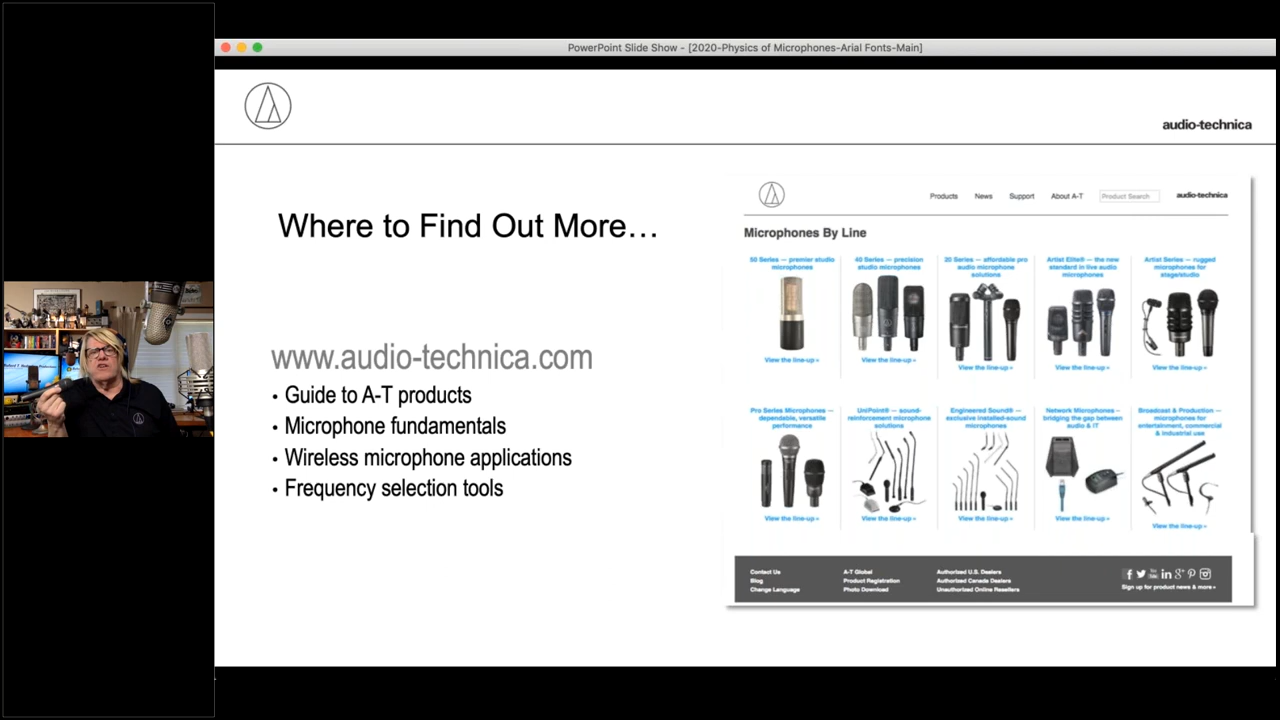 PowerPoint Slide Show - [2020-Physics of Microphones-Arial Fonts-Main]
audio-technica
Where to Find Out More…
www.audio-technica.com
• Guide to A-T products
• Microphone fundamentals
• Wireless microphone applications
• Frequency selection tools
Products News Support About A-T Product Search audio-technica
Microphones By Line
50 Series — premier studio
microphones
View the line-up »
40 Series — precision
studio microphones
View the line-up »
20 Series — affordable pro
audio microphone
solutions
View the line-up »
Artist Elite® — the new
standard in live audio
microphones
View the line-up »
Artist Series — rugged
microphones for
stage/studio
View the line-up »
Pro Series Microphones —
dependable, versatile
performance
View the line-up »
UniPoint® — sound-
reinforcement microphone
solutions
View the line-up »
Engineered Sound® —
exclusive installed-sound
microphones
View the line-up »
Network Microphones –
bridging the gap between
audio & IT
View the line-up »
Broadcast & Production —
microphones for
entertainment, commercial
& industrial use
View the line-up »
Contact Us
Blog
Change Language
A-T Global
Product Registration
Photo Download
Authorized U.S. Dealers
Authorized Canada Dealers
Unauthorized Online Resellers
Sign up for product news & more »